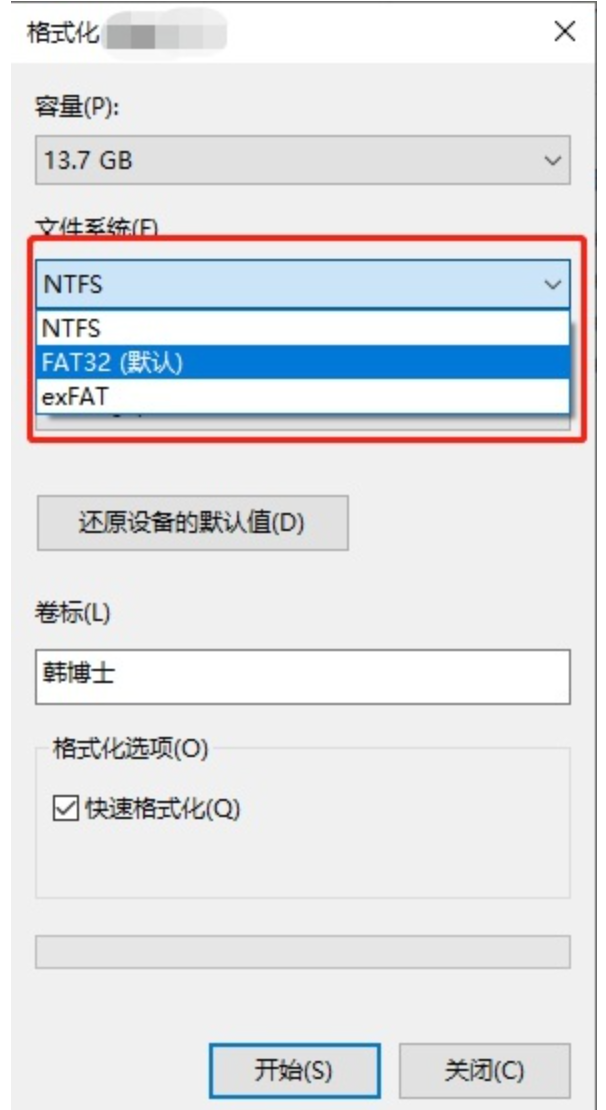 格式化
容量(P):
13.7 GB
文件系统(F)
NTFS
NTFS
FAT32 (默认)
exFAT
还原设备的默认值(D)
卷标(L)
韩博士
格式化选项(O)
快速格式化(Q)
开始(S)
关闭(C)